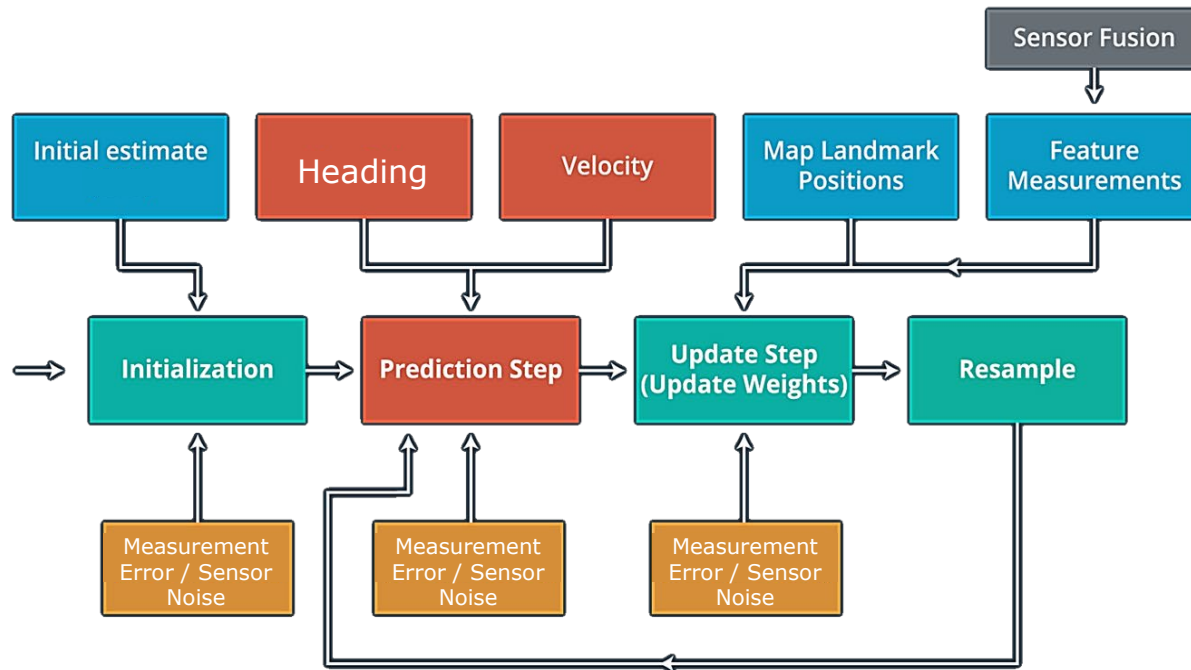 Sensor Fusion
Initial estimate
Heading
Velocity
Map Landmark
Positions
Feature
Measurements
Initialization
Prediction Step
Update Step
(Update Weights)
Resample
Measurement
Error / Sensor
Noise
Measurement
Error / Sensor
Noise
Measurement
Error / Sensor
Noise